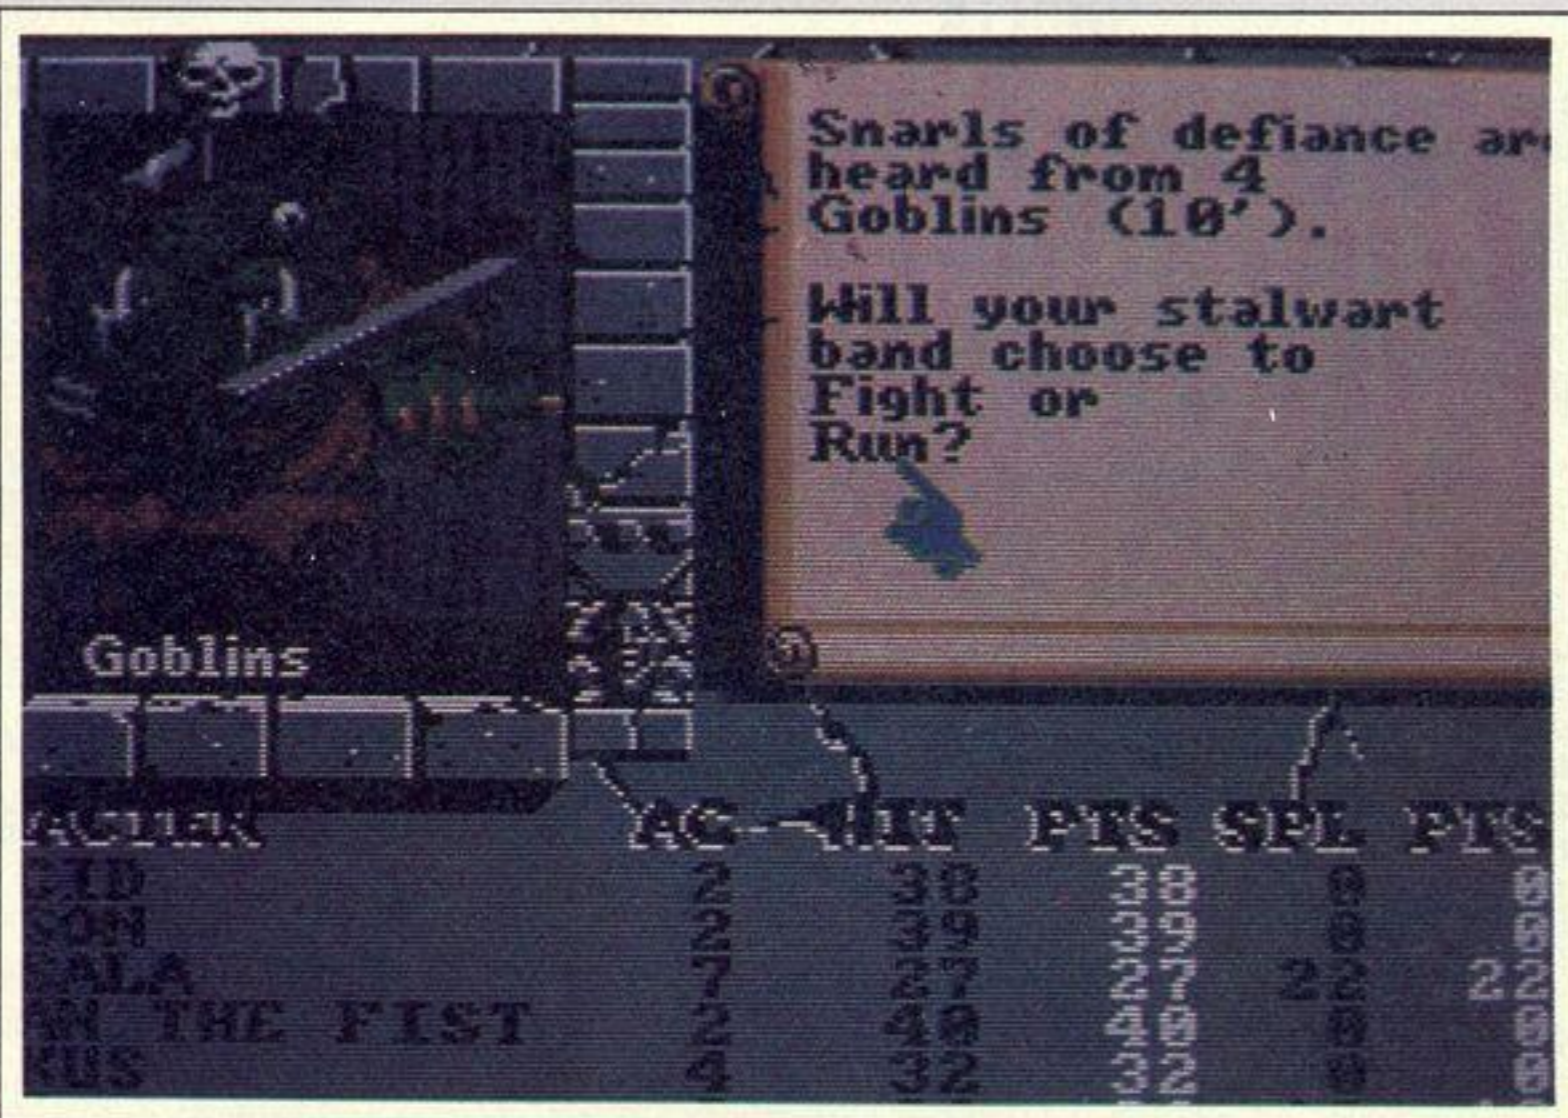 Snarls of defiance
heard from 4
Goblins (10').
Will your stalwart
band choose to
Fight or
Run?
Goblins
AC HIT PTS SPL PTS
2 38 38 0 0
2 39 39 0 0
7 27 27 22 22
THE FIST 2 40 40 0 0
4 32 32 0 0